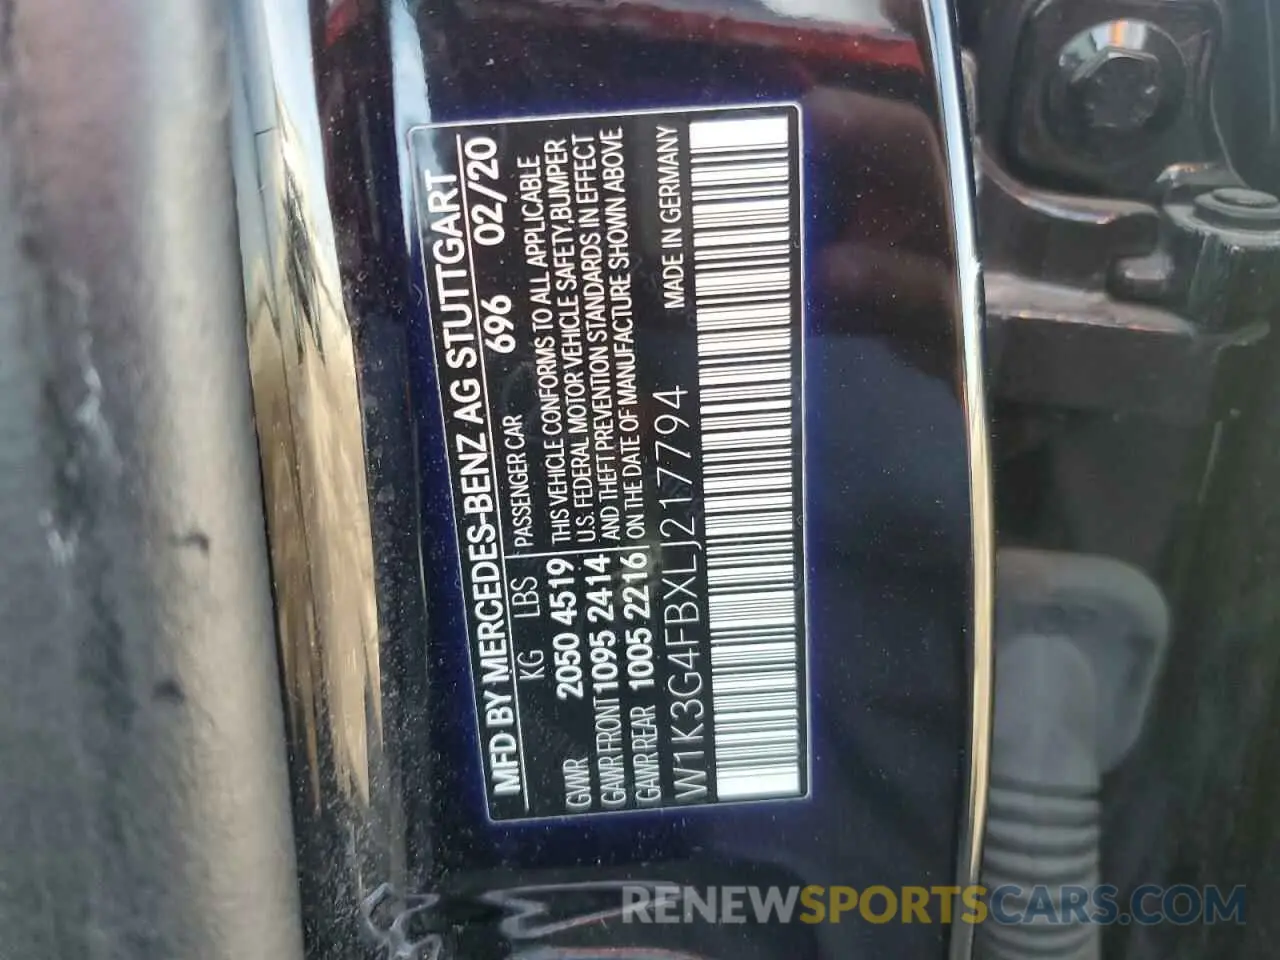 MFD BY MERCEDES-BENZ AG STUTTGART
KG LBS 696 02/20
GVWR 2050 4519
GAWR FRONT 1095 2414
GAWR REAR 1005 2216
PASSENGER CAR
THIS VEHICLE CONFORMS TO ALL APPLICABLE
U.S. FEDERAL MOTOR VEHICLE SAFETY, BUMPER
AND THEFT PREVENTION STANDARDS IN EFFECT
ON THE DATE OF MANUFACTURE SHOWN ABOVE
W1K3G4FBXLJ217794 MADE IN GERMANY
RENEWSPORTSCARS.COM